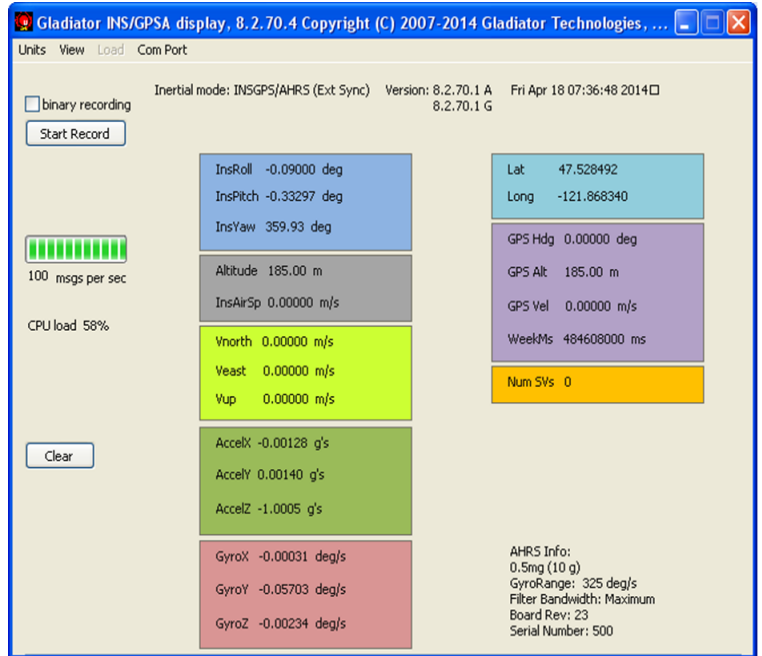 Gladiator INS/GPSA display, 8.2.70.4 Copyright (C) 2007-2014 Gladiator Technologies, ...
Units View Load Com Port
Inertial mode: INSGPS/AHRS (Ext Sync) Version: 8.2.70.1 A Fri Apr 18 07:36:48 2014□
8.2.70.1 G
binary recording
Start Record
InsRoll -0.09000 deg
InsPitch -0.33297 deg
InsYaw 359.93 deg
Lat 47.528492
Long -121.868340
100 msgs per sec
CPU load 58%
Altitude 185.00 m
InsAirSp 0.00000 m/s
GPS Hdg 0.00000 deg
GPS Alt 185.00 m
GPS Vel 0.00000 m/s
WeekMs 484608000 ms
Vnorth 0.00000 m/s
Veast 0.00000 m/s
Vup 0.00000 m/s
Num SVs 0
Clear
AccelX -0.00128 g's
AccelY 0.00140 g's
AccelZ -1.0005 g's
GyroX -0.00031 deg/s
GyroY -0.05703 deg/s
GyroZ -0.00234 deg/s
AHRS Info:
0.5mg (10 g)
GyroRange: 325 deg/s
Filter Bandwidth: Maximum
Board Rev: 23
Serial Number: 500